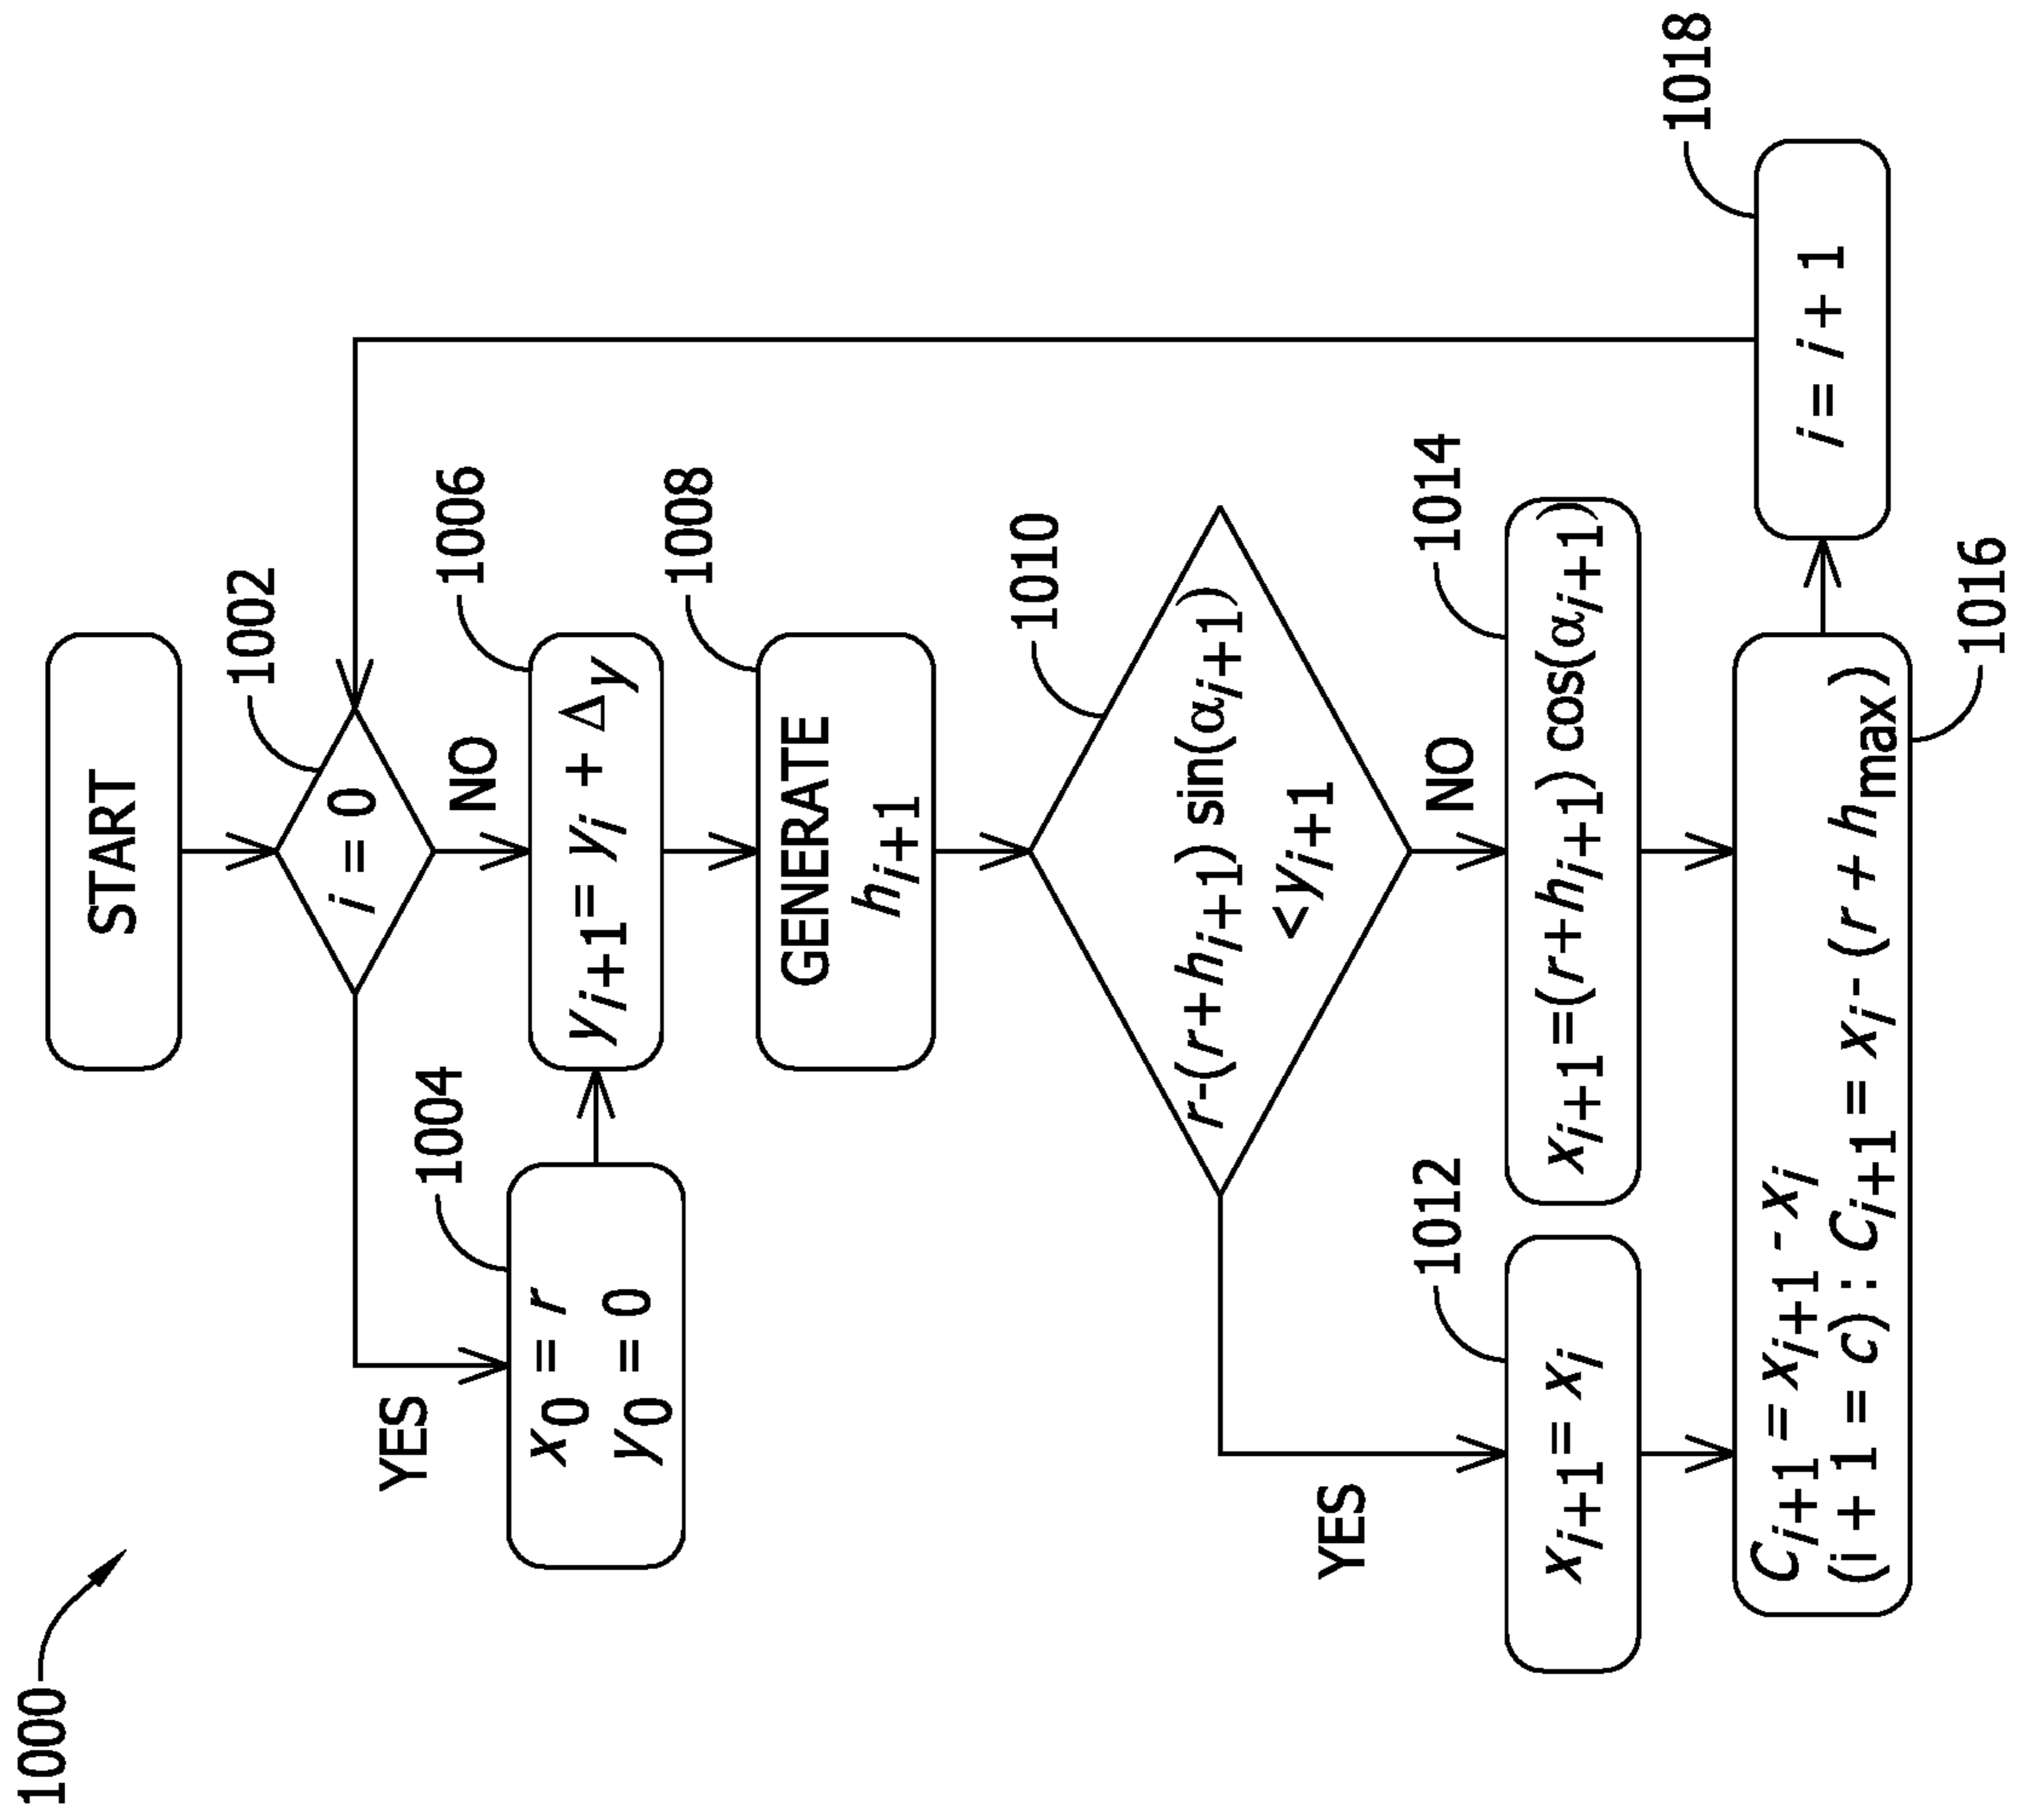 1000
START
1002
i = 0
YES
NO
1004
x₀ = r
y₀ = 0
1006
yᵢ₊₁ = yᵢ + Δy
1008
GENERATE
hᵢ₊₁
1010
r-(r+hᵢ₊₁) sin(αᵢ₊₁)
<yᵢ₊₁
YES
NO
1012
xᵢ₊₁ = xᵢ
1014
xᵢ₊₁ =(r+hᵢ₊₁) cos(αᵢ₊₁)
Cᵢ₊₁ = xᵢ₊₁ - xᵢ
(i + 1 = c) : Cᵢ₊₁ = xᵢ- (r + hₘₐₓ)
1016
1018
i = i + 1